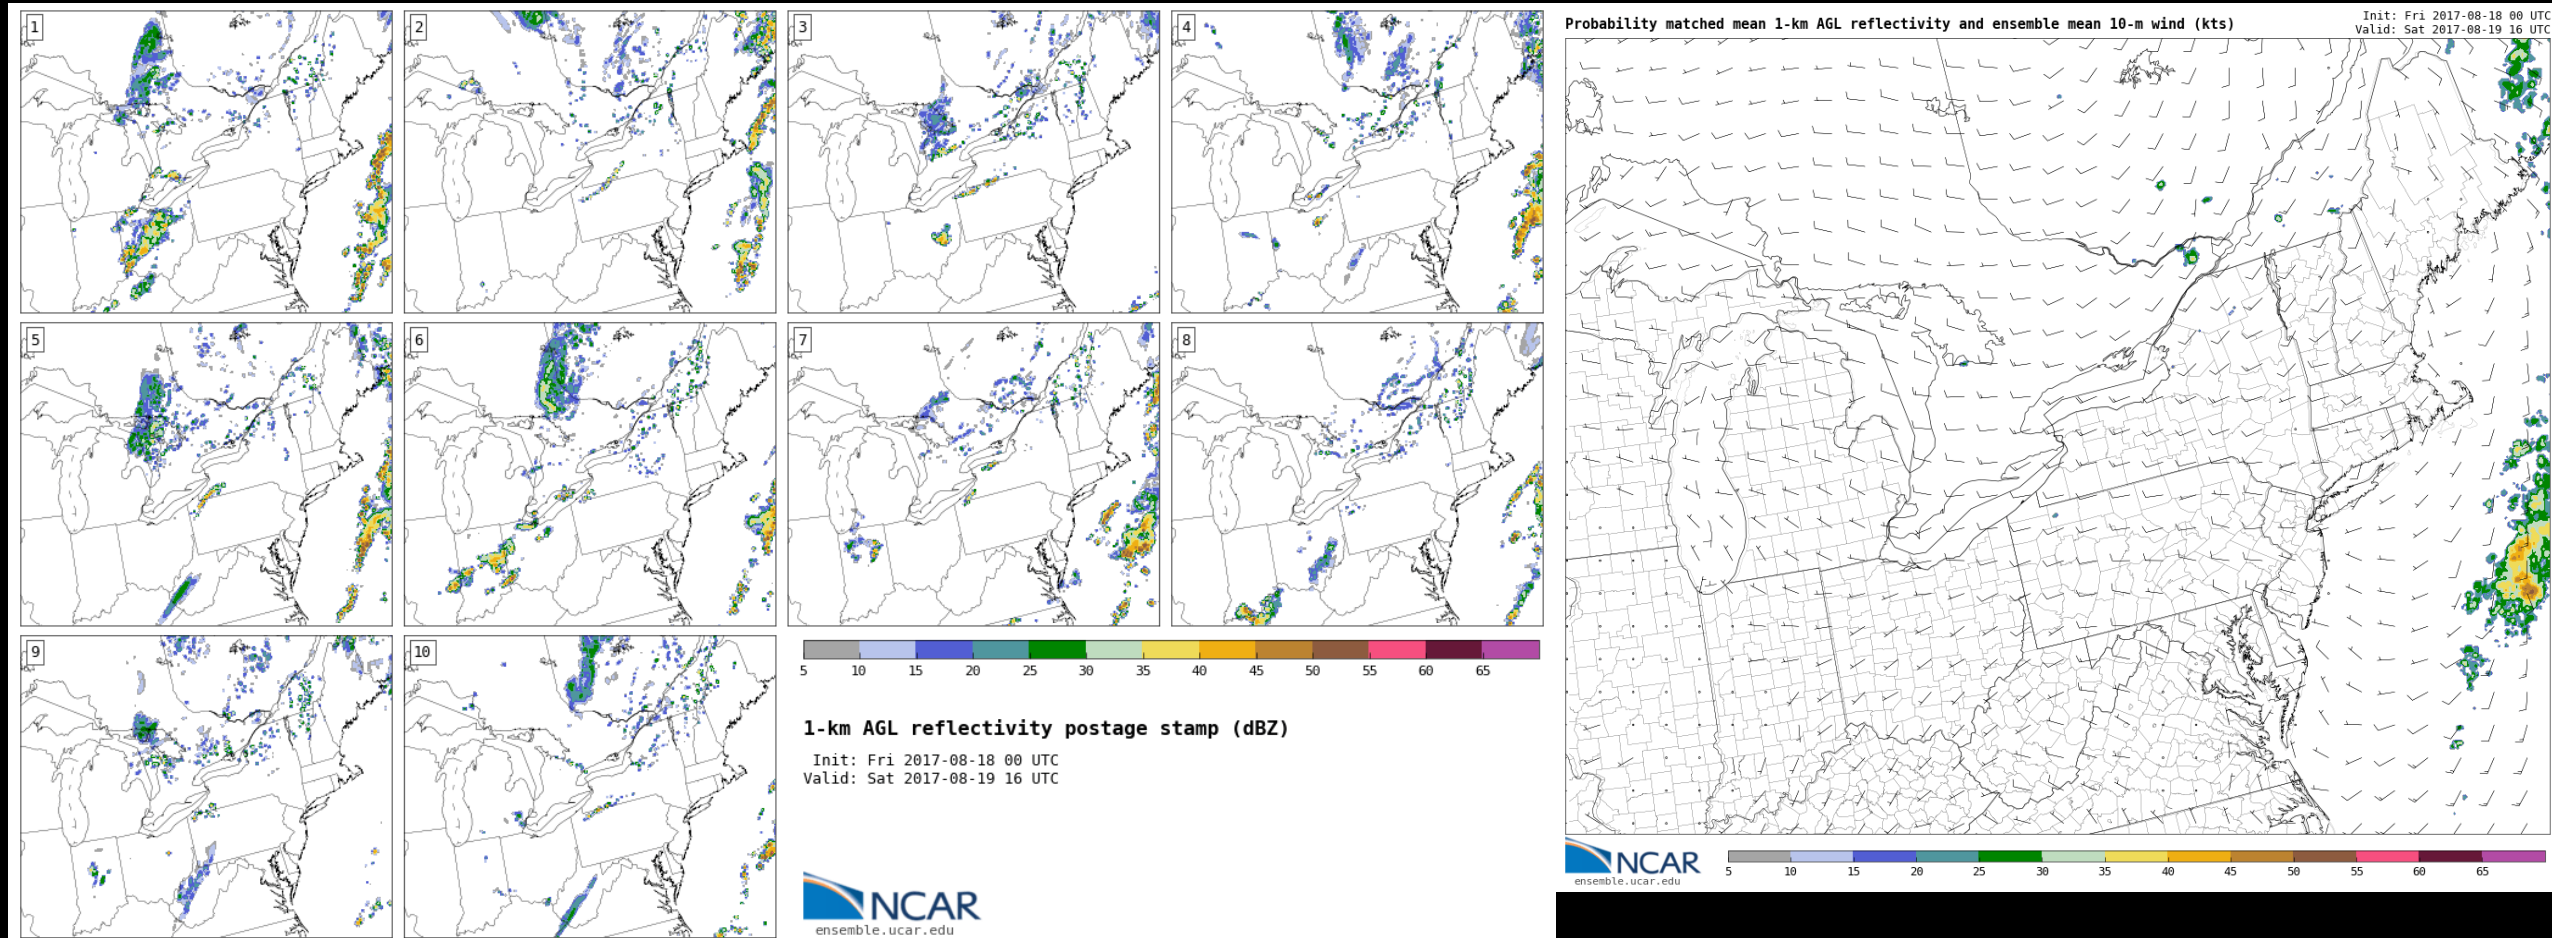 1
2
3
4
5
6
7
8
9
10
5 10 15 20 25 30 35 40 45 50 55 60 65
1-km AGL reflectivity postage stamp (dBZ)
Init: Fri 2017-08-18 00 UTC
Valid: Sat 2017-08-19 16 UTC
NCAR
ensemble.ucar.edu
Probability matched mean 1-km AGL reflectivity and ensemble mean 10-m wind (kts)
Init: Fri 2017-08-18 00 UTC
Valid: Sat 2017-08-19 16 UTC
NCAR
ensemble.ucar.edu
5 10 15 20 25 30 35 40 45 50 55 60 65